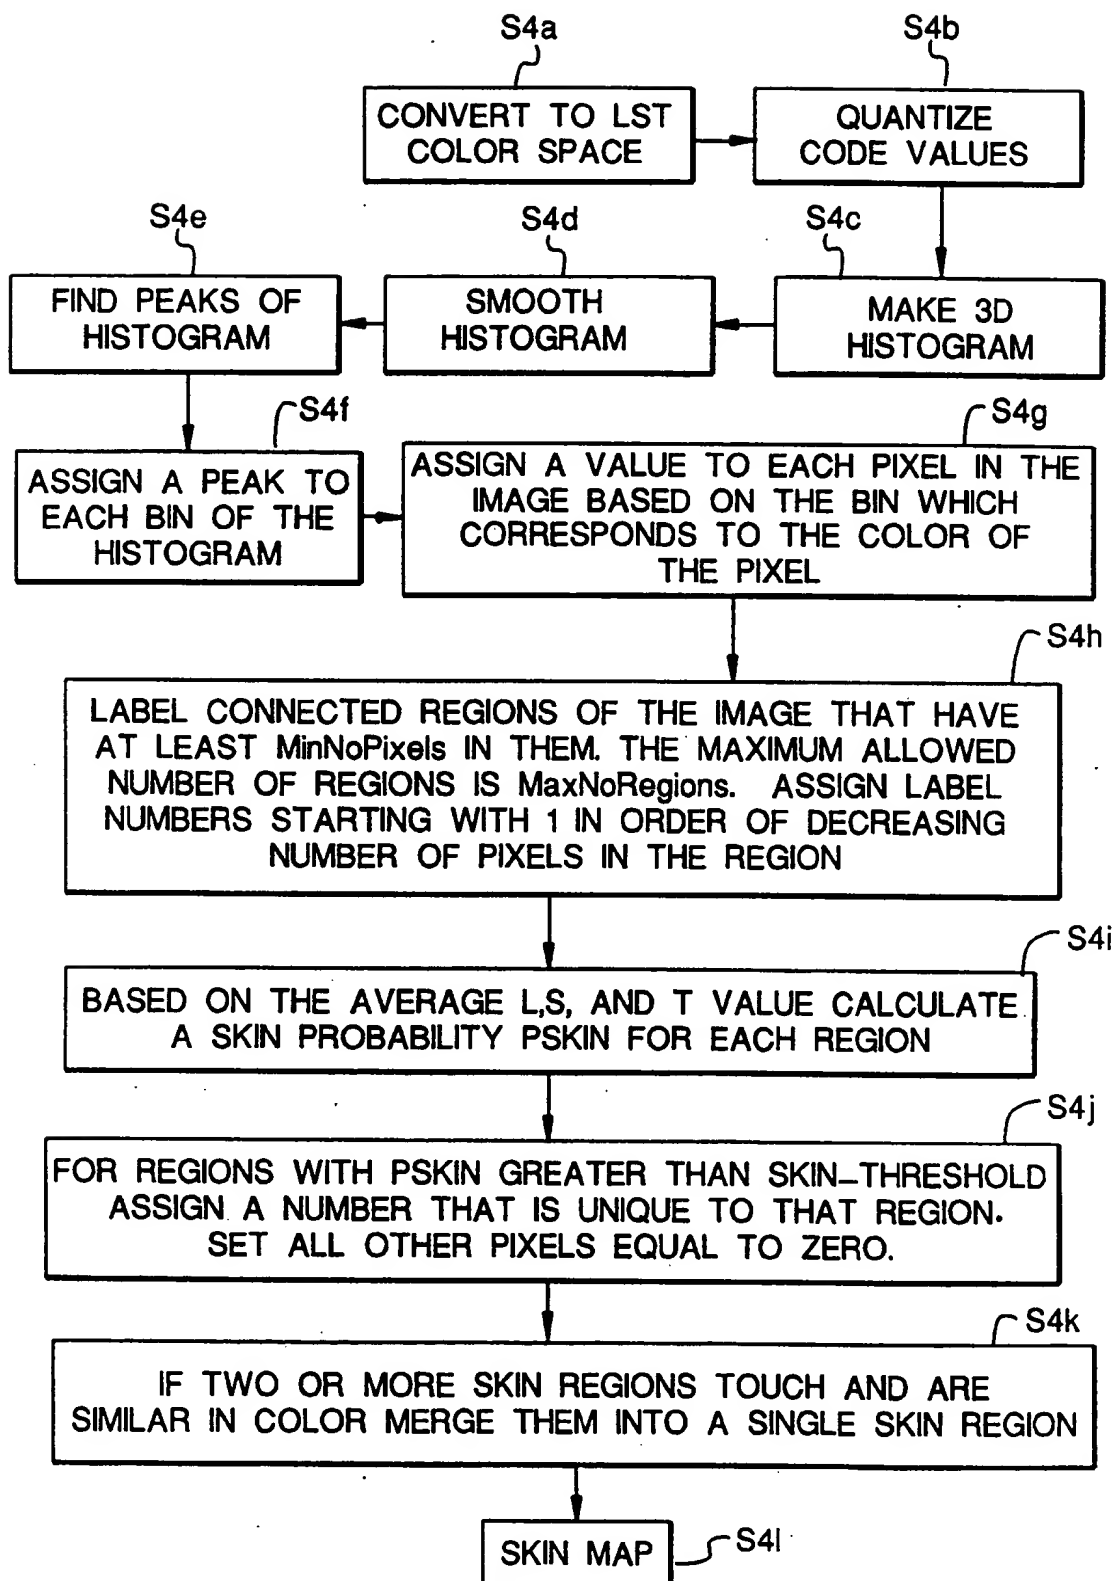 S4a
CONVERT TO LST
COLOR SPACE
S4b
QUANTIZE
CODE VALUES
S4c
MAKE 3D
HISTOGRAM
S4d
SMOOTH
HISTOGRAM
S4e
FIND PEAKS OF
HISTOGRAM
S4f
ASSIGN A PEAK TO
EACH BIN OF THE
HISTOGRAM
S4g
ASSIGN A VALUE TO EACH PIXEL IN THE
IMAGE BASED ON THE BIN WHICH
CORRESPONDS TO THE COLOR OF
THE PIXEL
S4h
LABEL CONNECTED REGIONS OF THE IMAGE THAT HAVE
AT LEAST MinNoPixels IN THEM. THE MAXIMUM ALLOWED
NUMBER OF REGIONS IS MaxNoRegions. ASSIGN LABEL
NUMBERS STARTING WITH 1 IN ORDER OF DECREASING
NUMBER OF PIXELS IN THE REGION
S4i
BASED ON THE AVERAGE L,S, AND T VALUE CALCULATE
A SKIN PROBABILITY PSKIN FOR EACH REGION
S4j
FOR REGIONS WITH PSKIN GREATER THAN SKIN-THRESHOLD
ASSIGN A NUMBER THAT IS UNIQUE TO THAT REGION.
SET ALL OTHER PIXELS EQUAL TO ZERO.
S4k
IF TWO OR MORE SKIN REGIONS TOUCH AND ARE
SIMILAR IN COLOR MERGE THEM INTO A SINGLE SKIN REGION
SKIN MAP
S4l